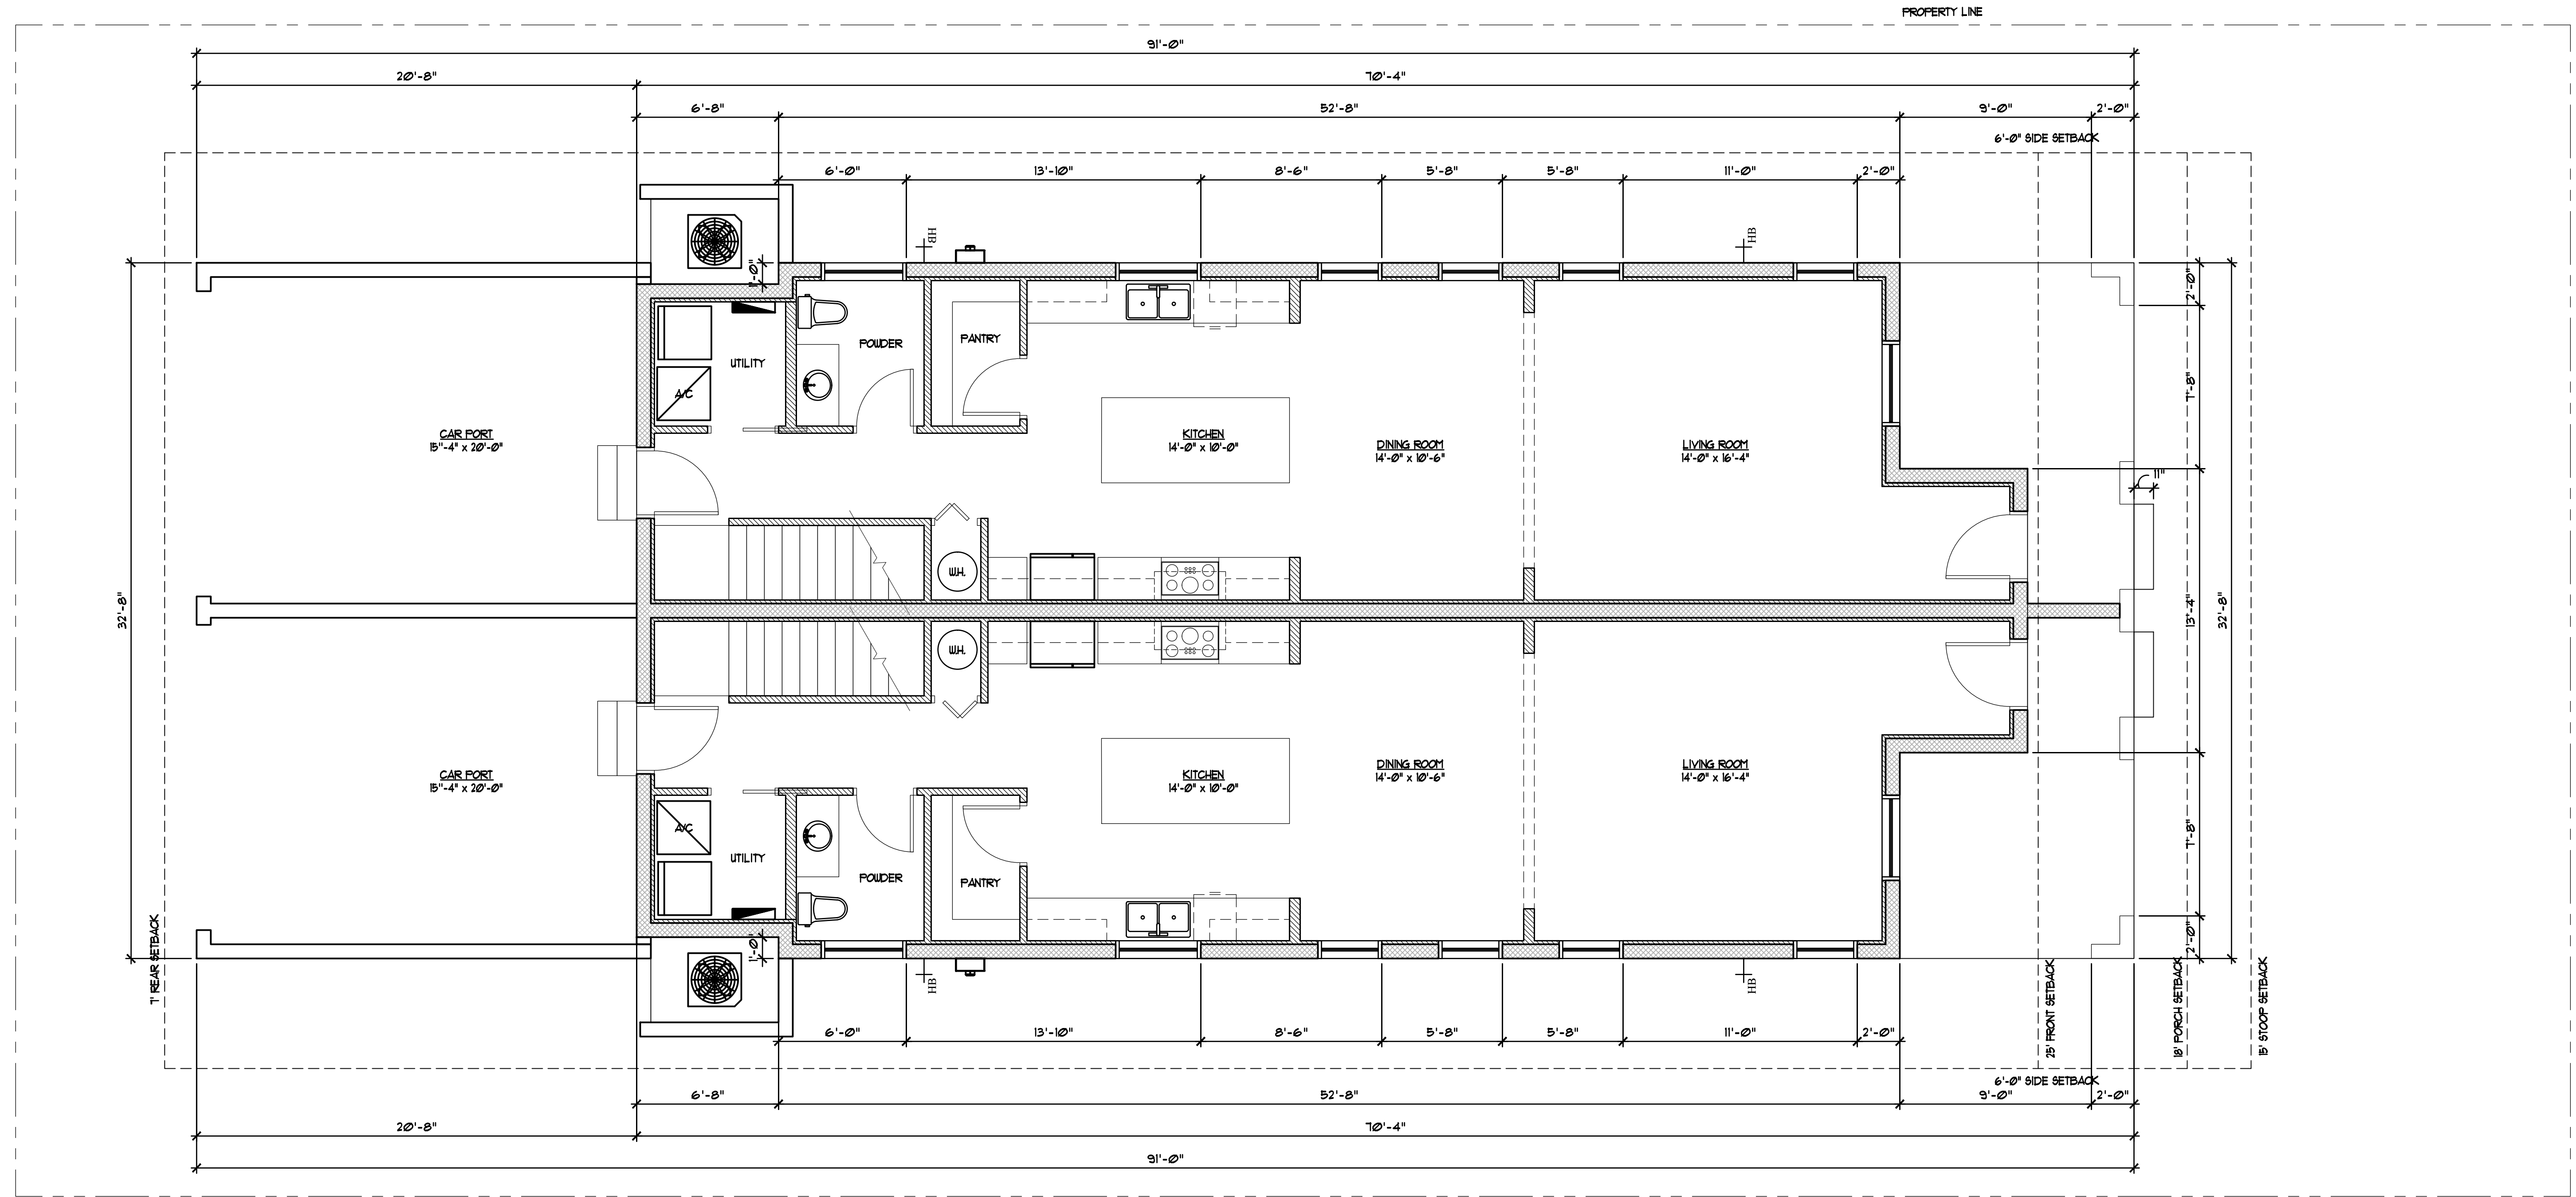 PROPERTY LINE
91'-0"
20'-8"
70'-4"
6'-8"
52'-8"
9'-0"
2'-0"
6'-0" SIDE SETBACK
6'-0"
13'-10"
8'-6"
5'-8"
5'-8"
11'-0"
2'-0"
HB
HB
1'-0"
2'-0"
UTILITY
POWDER
PANTRY
A/C
7'-8"
CAR PORT
15"-4" x 20'-0"
KITCHEN
14'-0" x 10'-0"
DINING ROOM
14'-0" x 10'-6"
LIVING ROOM
14'-0" x 16'-4"
11"
W.H.
32'-8"
13'-4"
32'-8"
W.H.
CAR PORT
15"-4" x 20'-0"
KITCHEN
14'-0" x 10'-0"
DINING ROOM
14'-0" x 10'-6"
LIVING ROOM
14'-0" x 16'-4"
A/C
7'-8"
UTILITY
POWDER
PANTRY
1'-0"
2'-0"
7' REAR SETBACK
HB
HB
25' FRONT SETBACK
18' PORCH SETBACK
15' STOOP SETBACK
6'-0"
13'-10"
8'-6"
5'-8"
5'-8"
11'-0"
2'-0"
6'-0" SIDE SETBACK
6'-8"
52'-8"
9'-0"
2'-0"
20'-8"
70'-4"
91'-0"